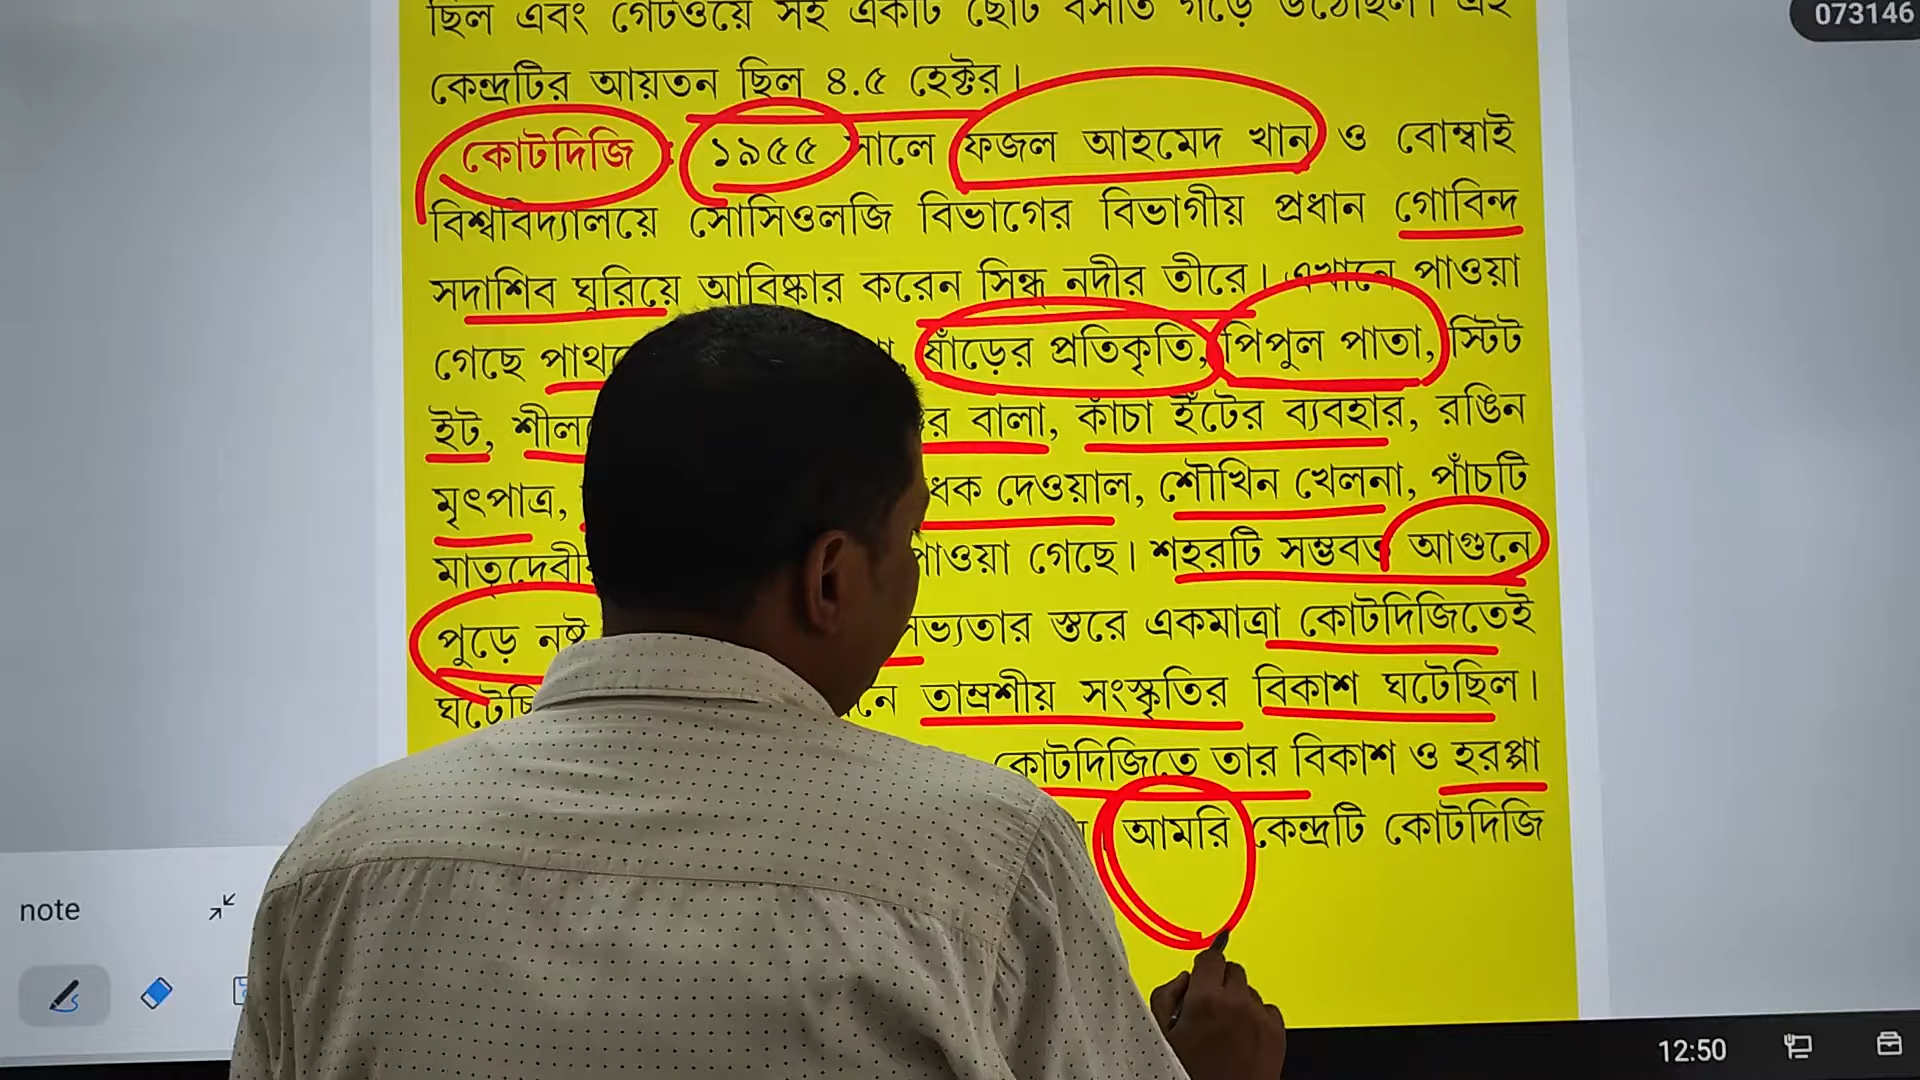 ছিল এবং গেটওয়ে সহ একটি ছোট বসতি গড়ে উঠেছিল। এই
073146
কেন্দ্রটির আয়তন ছিল ৪.৫ হেক্টর।
কোটদিজি : ১৯৫৫ সালে ফজল আহমেদ খান ও বোম্বাই
বিশ্ববিদ্যালয়ে সোসিওলজি বিভাগের বিভাগীয় প্রধান গোবিন্দ
সদাশিব ঘুরিয়ে আবিষ্কার করেন সিন্ধু নদীর তীরে। এখানে পাওয়া
গেছে ষাঁড়ের প্রতিকৃতি, পিপুল পাতা, স্টিট
ইট, বালা, কাঁচা ইঁটের ব্যবহার, রঙিন
মৃৎপাত্র, দেওয়াল, শৌখিন খেলনা, পাঁচটি
পাওয়া গেছে। শহরটি সম্ভবত আগুনে
পুড়ে নষ্ট সভ্যতার স্তরে একমাত্রা কোটদিজিতেই
তাম্রশীয় সংস্কৃতির বিকাশ ঘটেছিল।
কোটদিজিতে তার বিকাশ ও হরপ্পা
আমরি কেন্দ্রটি কোটদিজি
note
12:50